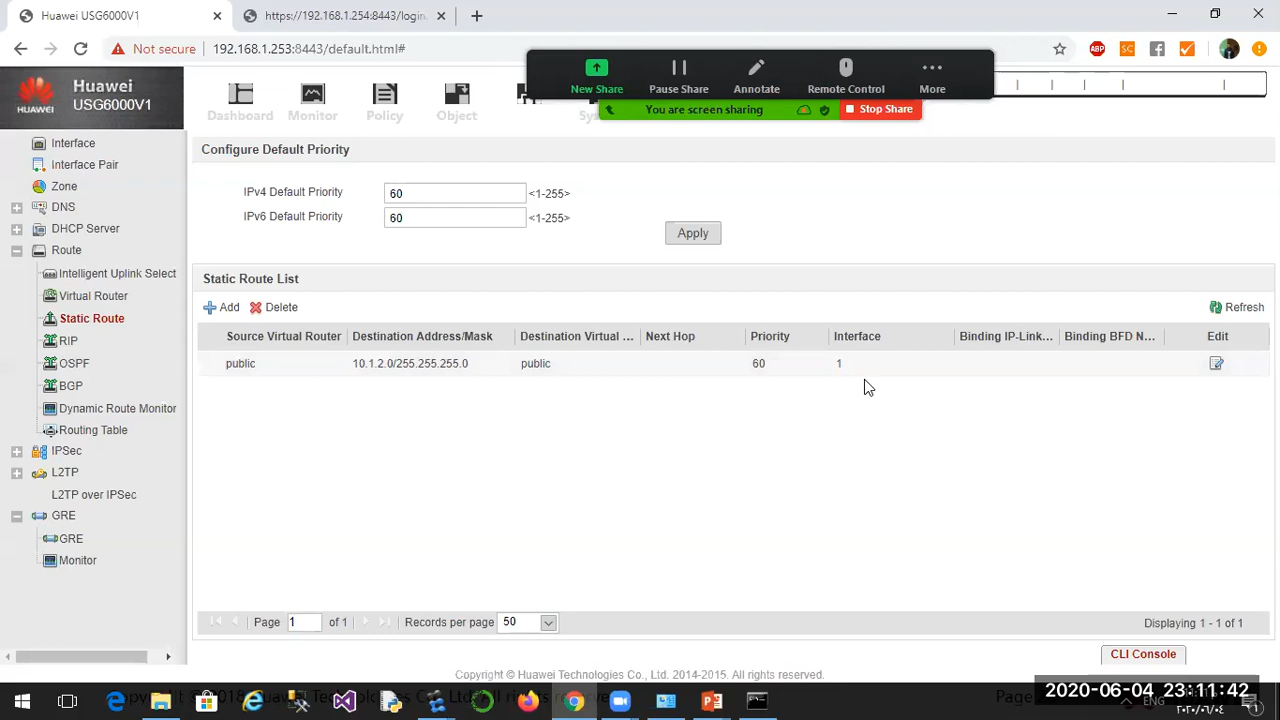 Huawei USG6000V1
https://192.168.1.254:8443/login
Not secure
192.168.1.253:8443/default.html#
ABP
SC
New Share
Pause Share
Annotate
Remote Control
More
You are screen sharing
Stop Share
HUAWEI
Huawei
USG6000V1
Dashboard
Monitor
Policy
Object
Sy
Interface
Interface Pair
Zone
DNS
DHCP Server
Route
Intelligent Uplink Select
Virtual Router
Static Route
RIP
OSPF
BGP
Dynamic Route Monitor
Routing Table
IPSec
L2TP
L2TP over IPSec
GRE
GRE
Monitor
Configure Default Priority
IPv4 Default Priority 60 <1-255>
IPv6 Default Priority 60 <1-255>
Apply
Static Route List
Add Delete Refresh
Source Virtual Router Destination Address/Mask Destination Virtual ... Next Hop Priority Interface Binding IP-Link... Binding BFD N... Edit
public 10.1.2.0/255.255.255.0 public 60 1
Page 1 of 1 Records per page 50 Displaying 1 - 1 of 1
CLI Console
Copyright © Huawei Technologies Co., Ltd. 2014-2015. All rights reserved.
2020-06-04 23:11:42
ENG
٢٠٢٠/٠٦/٠٤